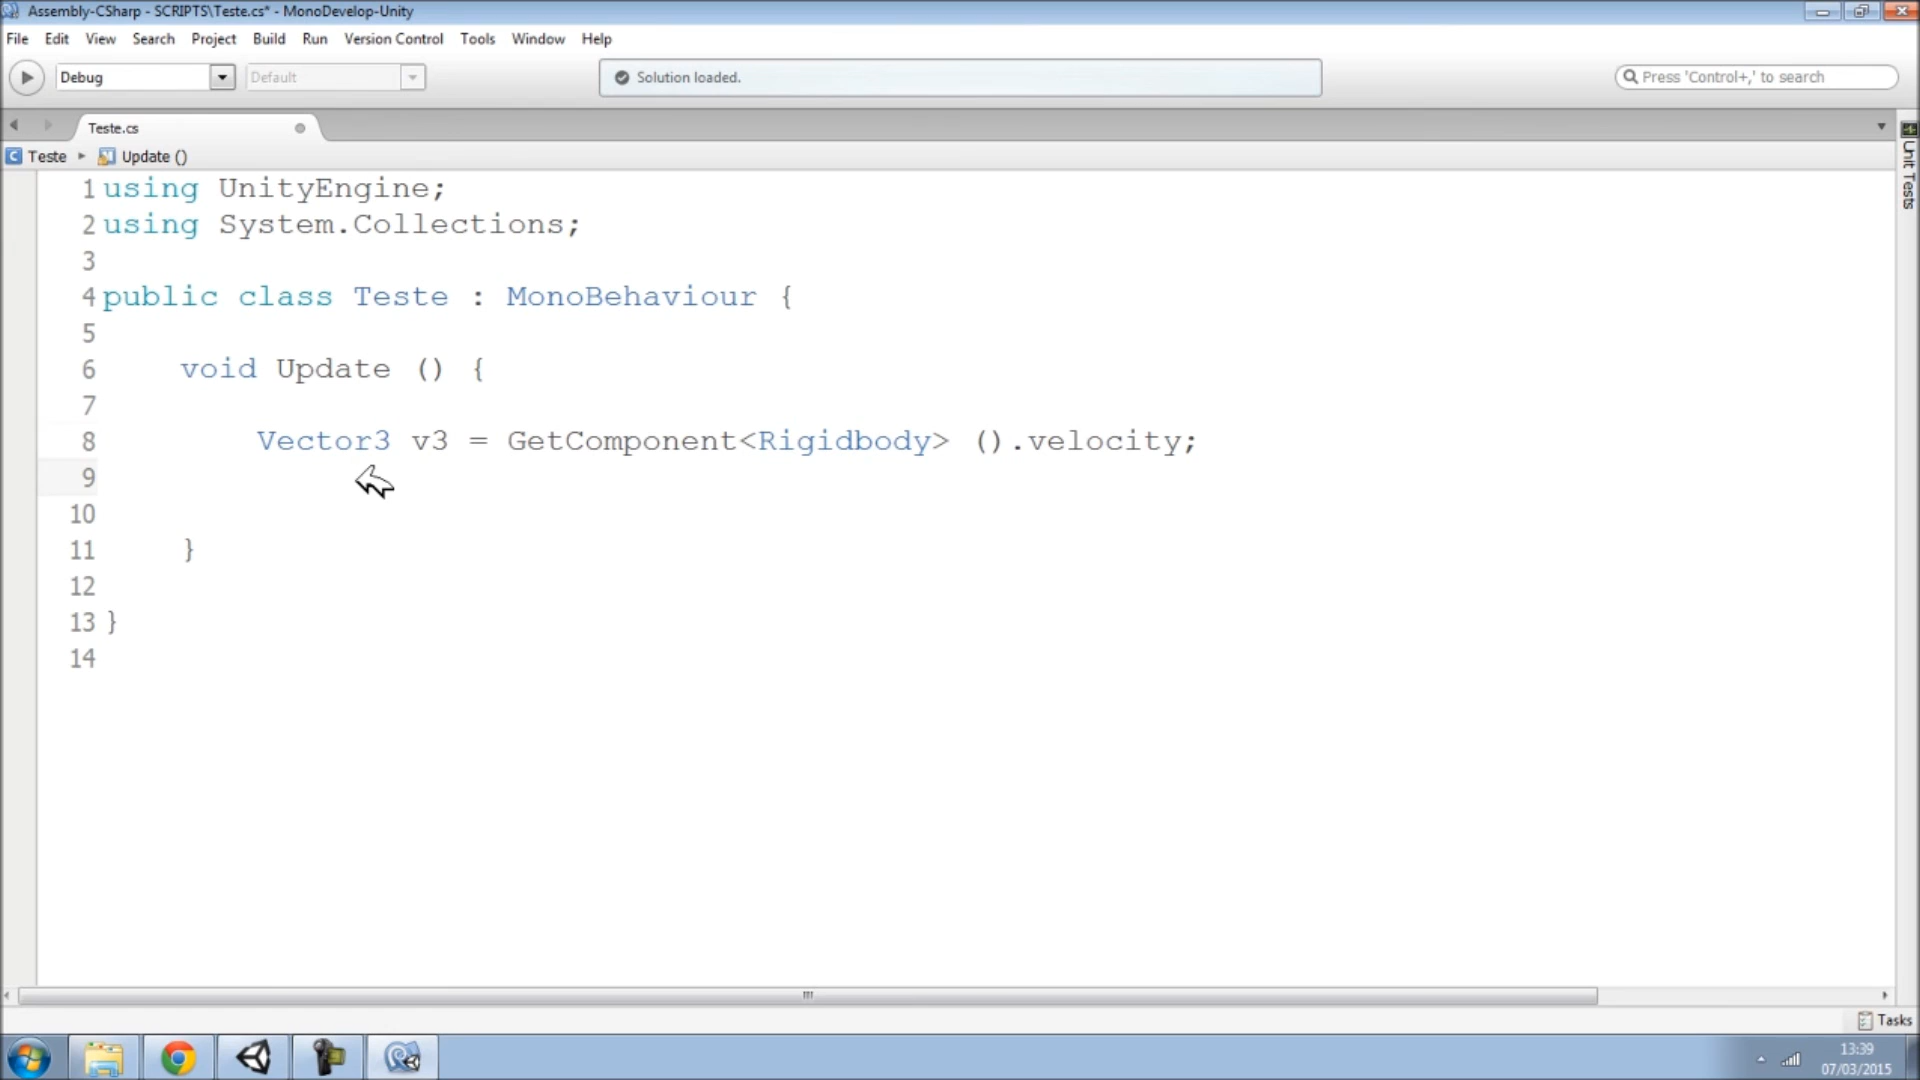 Assembly-CSharp - SCRIPTS\Teste.cs* - MonoDevelop-Unity
File Edit View Search Project Build Run Version Control Tools Window Help
Debug Default Solution loaded. Press 'Control+,' to search
Teste.cs
Teste Update ()
Unit Tests
1 using UnityEngine;
2 using System.Collections;
3
4 public class Teste : MonoBehaviour {
5
6 void Update () {
7
8 Vector3 v3 = GetComponent<Rigidbody> ().velocity;
9
10
11 }
12
13 }
14
Tasks
13:39
07/03/2015